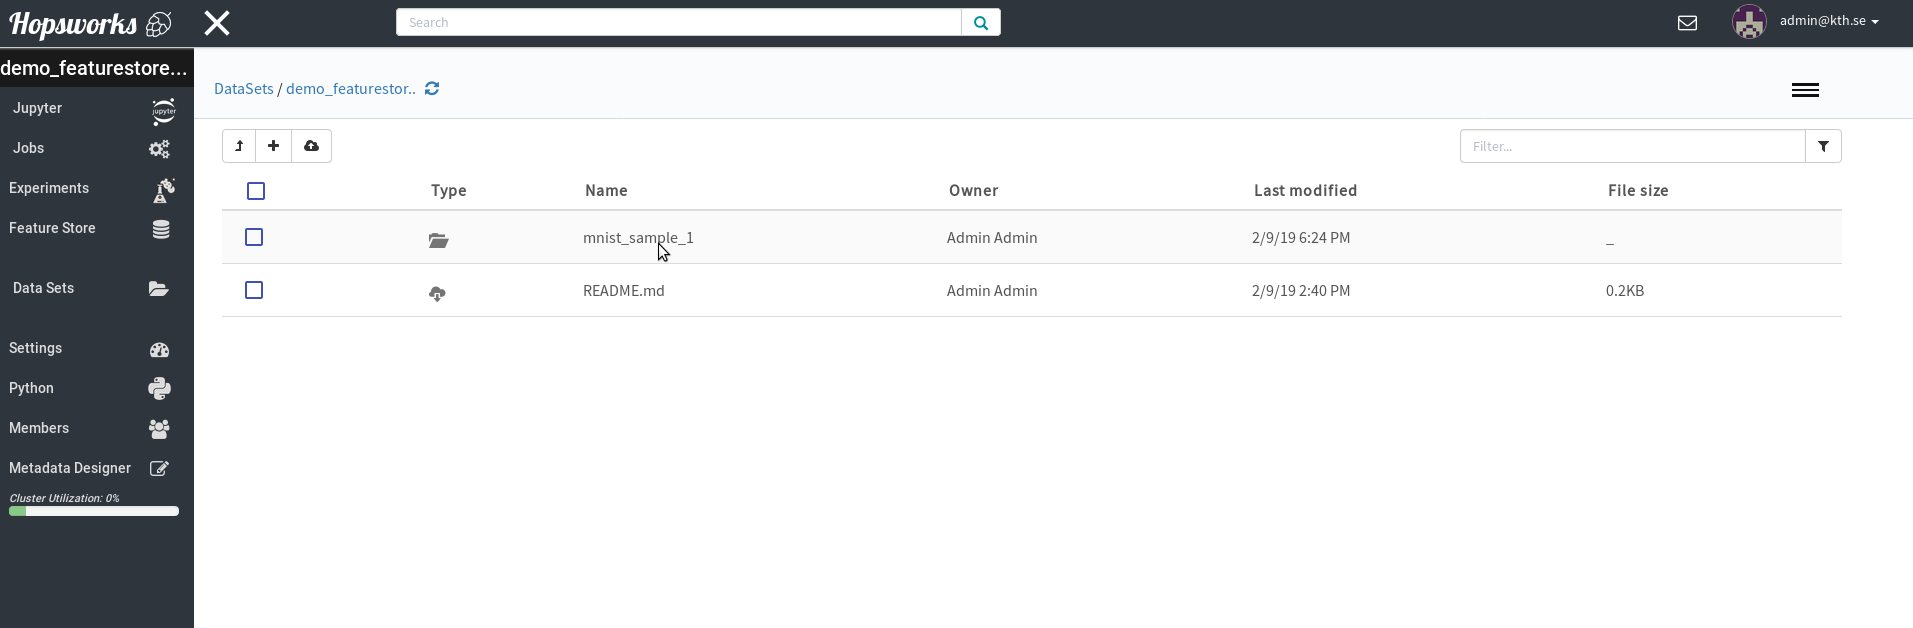 Hopsworks
Search
admin@kth.se
demo_featurestore...
Jupyter
jupyter
Jobs
Experiments
Feature Store
Data Sets
Settings
Python
Members
Metadata Designer
Cluster Utilization: 0%
DataSets / demo_featurestor..
Filter...
Type Name Owner Last modified File size
mnist_sample_1 Admin Admin 2/9/19 6:24 PM _
README.md Admin Admin 2/9/19 2:40 PM 0.2KB